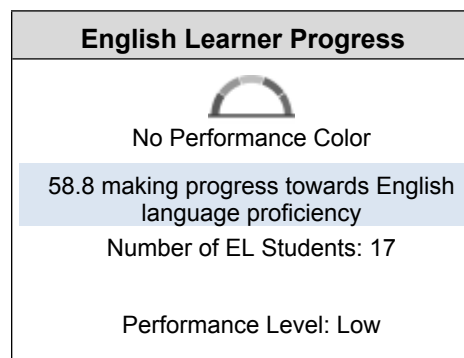 English Learner Progress
No Performance Color
58.8 making progress towards English
language proficiency
Number of EL Students: 17
Performance Level: Low